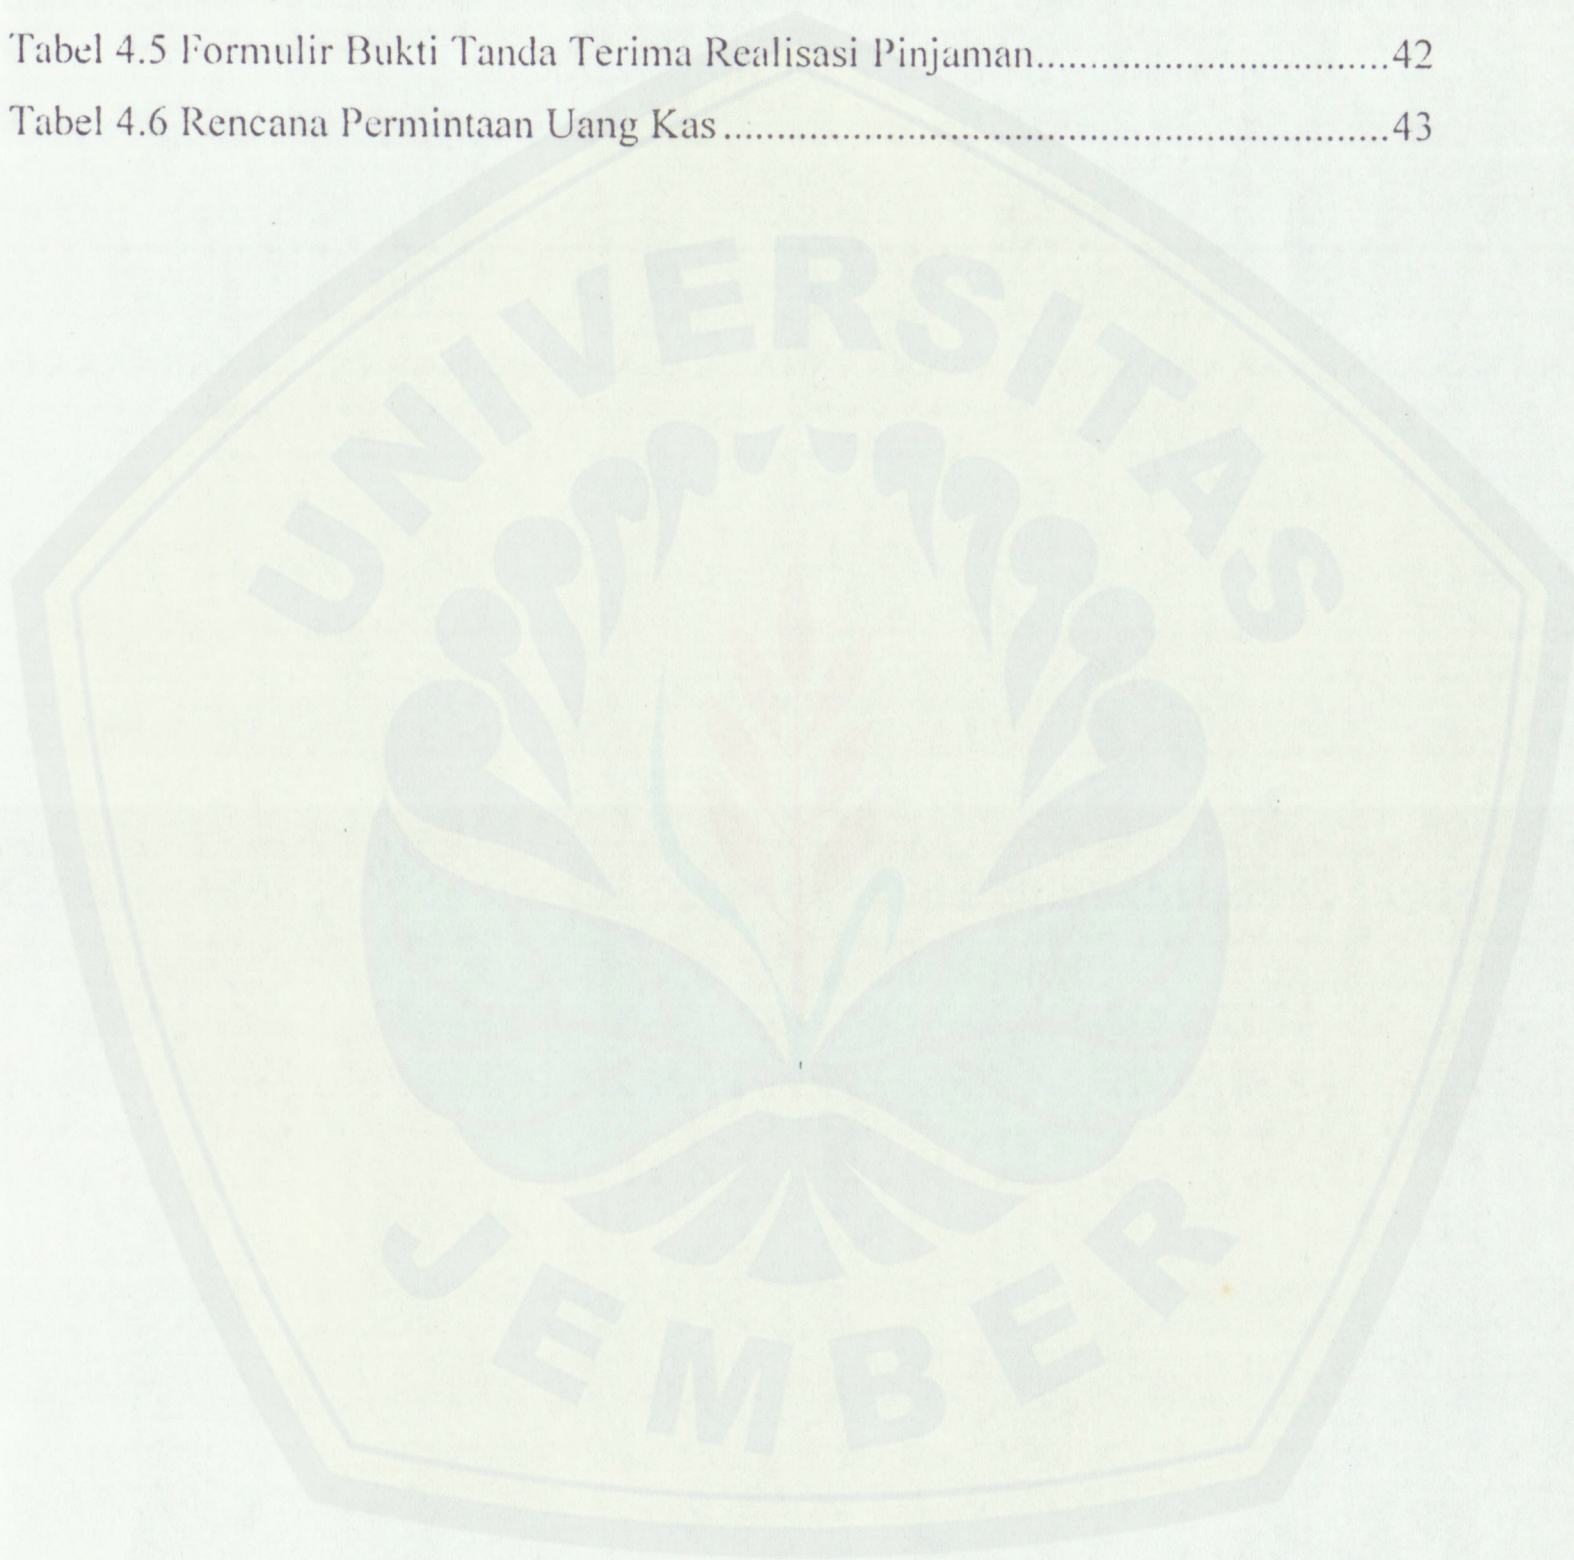 Tabel 4.5 Formulir Bukti Tanda Terima Realisasi Pinjaman.................................42
Tabel 4.6 Rencana Permintaan Uang Kas..............................................................43
UNIVERSITAS
JEMBER